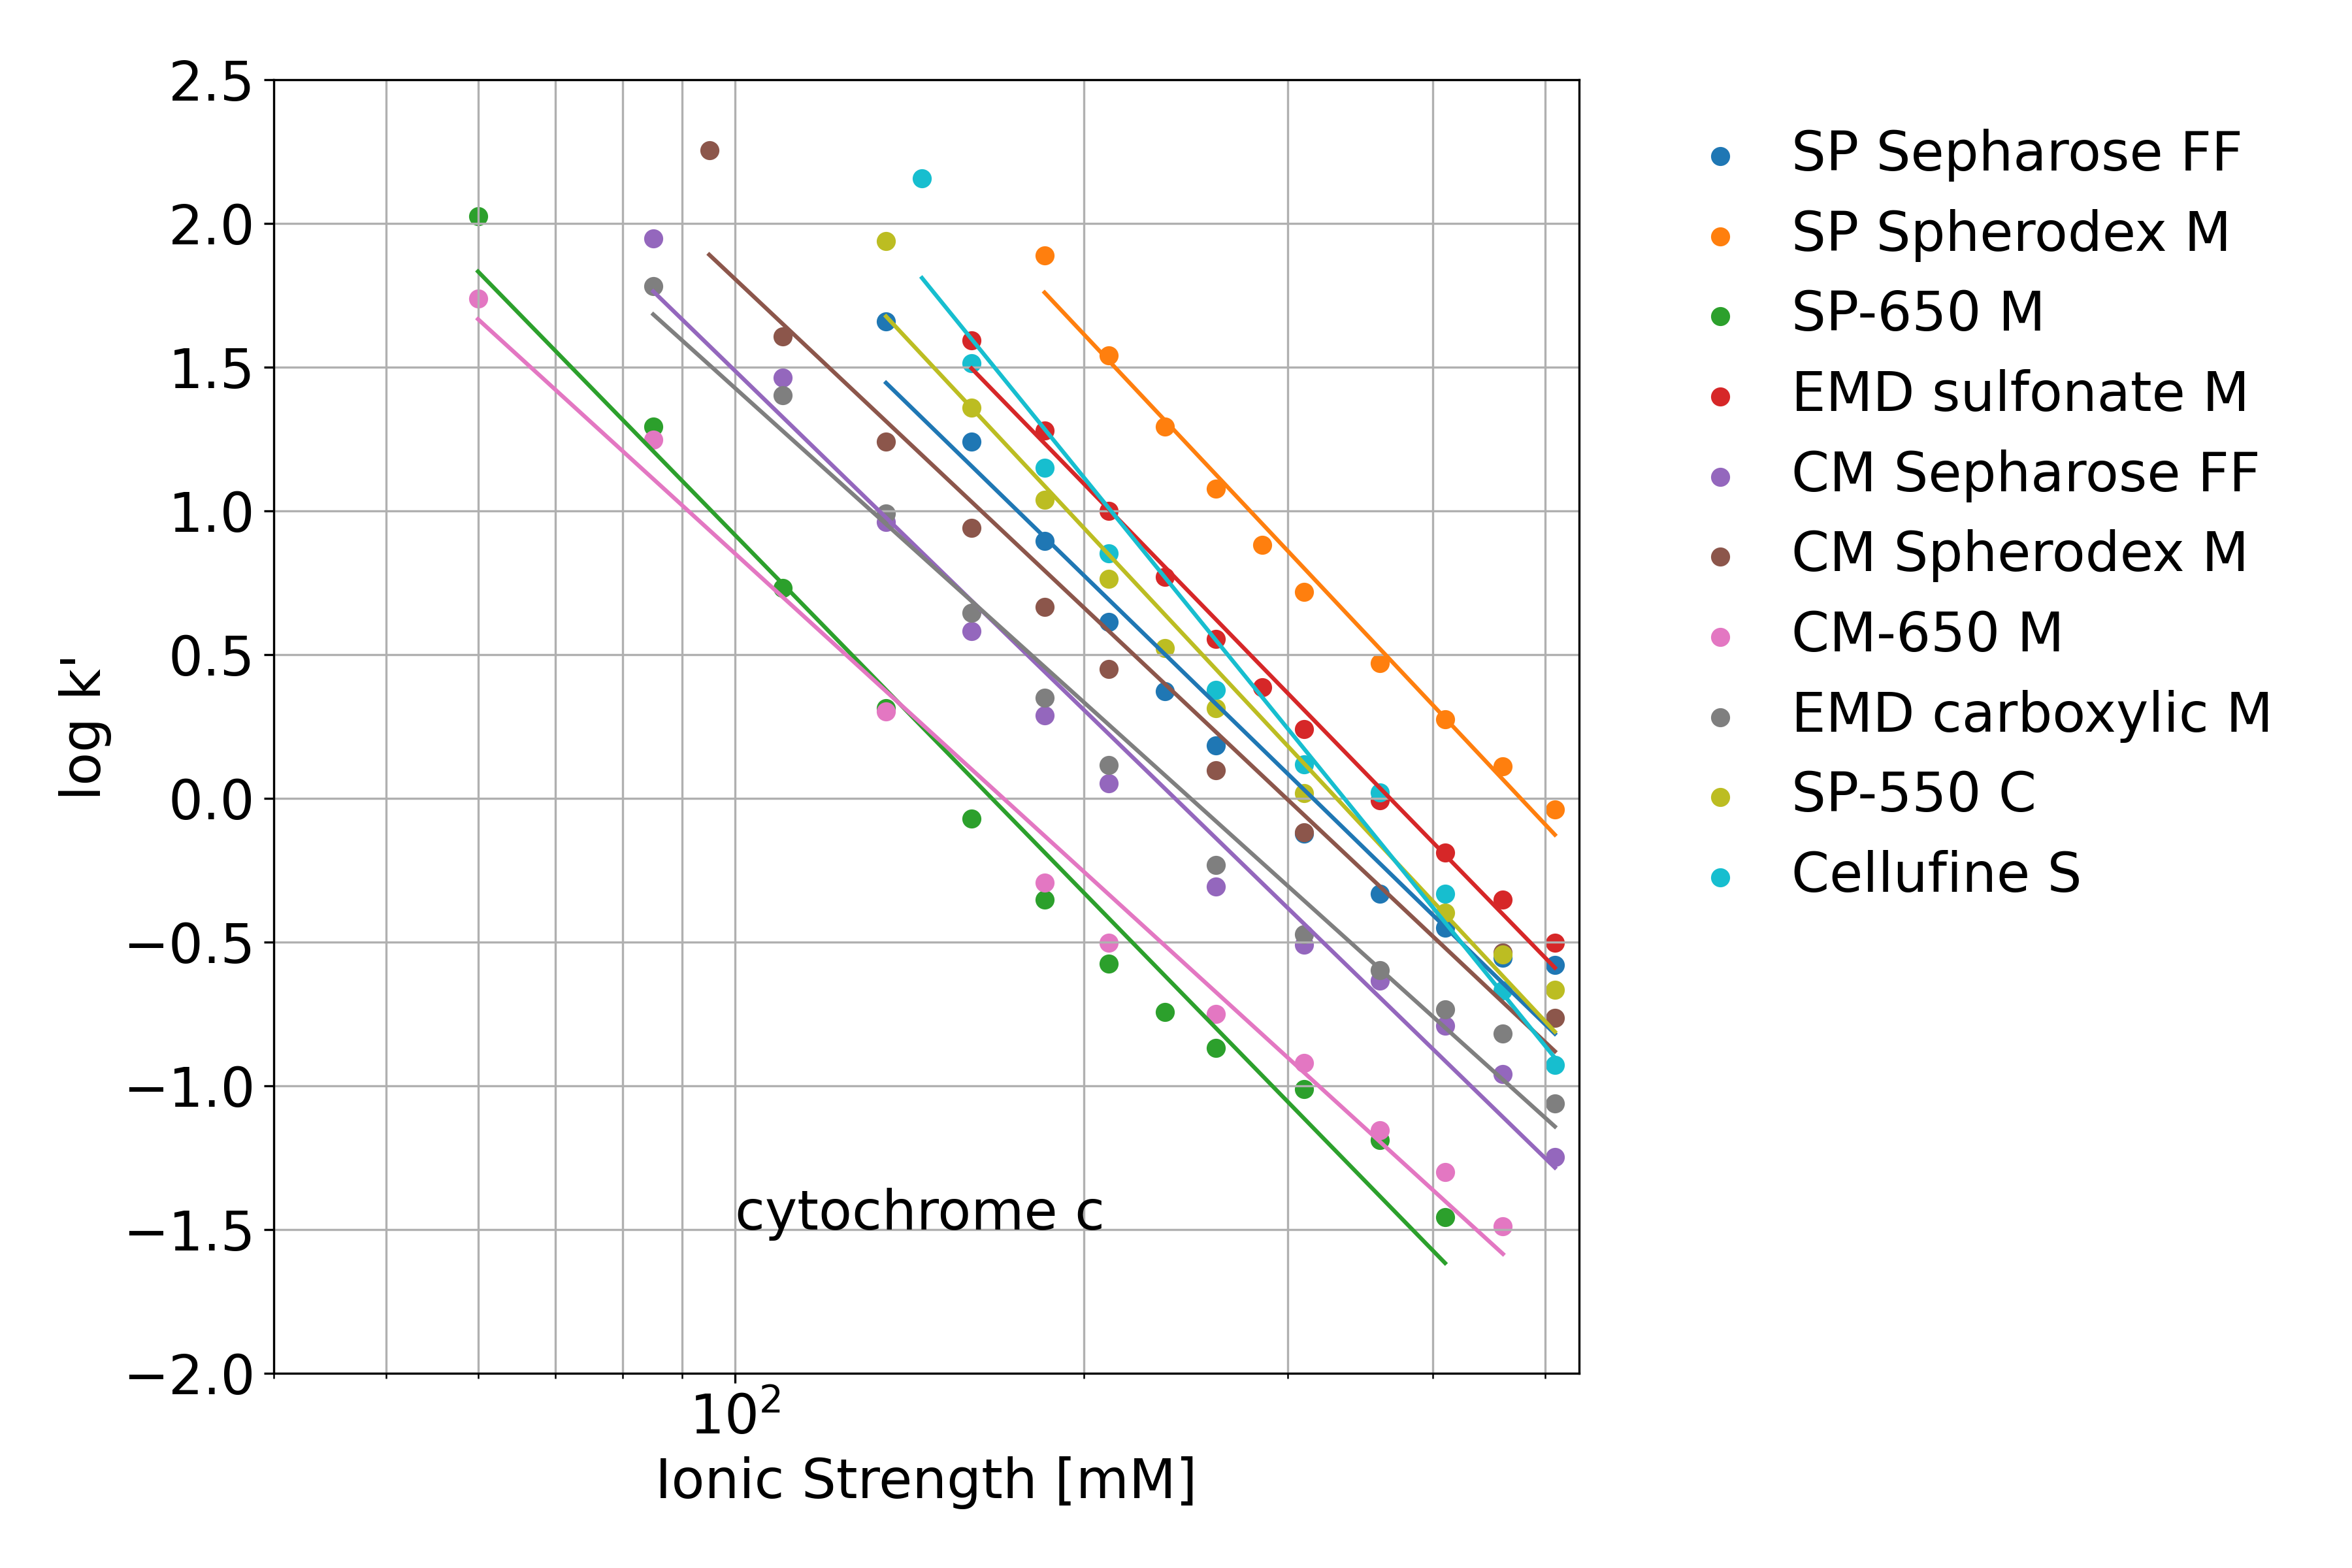 2.5
2.0
1.5
1.0
0.5
0.0
−0.5
−1.0
−1.5
−2.0
log k'
10²
Ionic Strength [mM]
cytochrome c
SP Sepharose FF
SP Spherodex M
SP-650 M
EMD sulfonate M
CM Sepharose FF
CM Spherodex M
CM-650 M
EMD carboxylic M
SP-550 C
Cellufine S